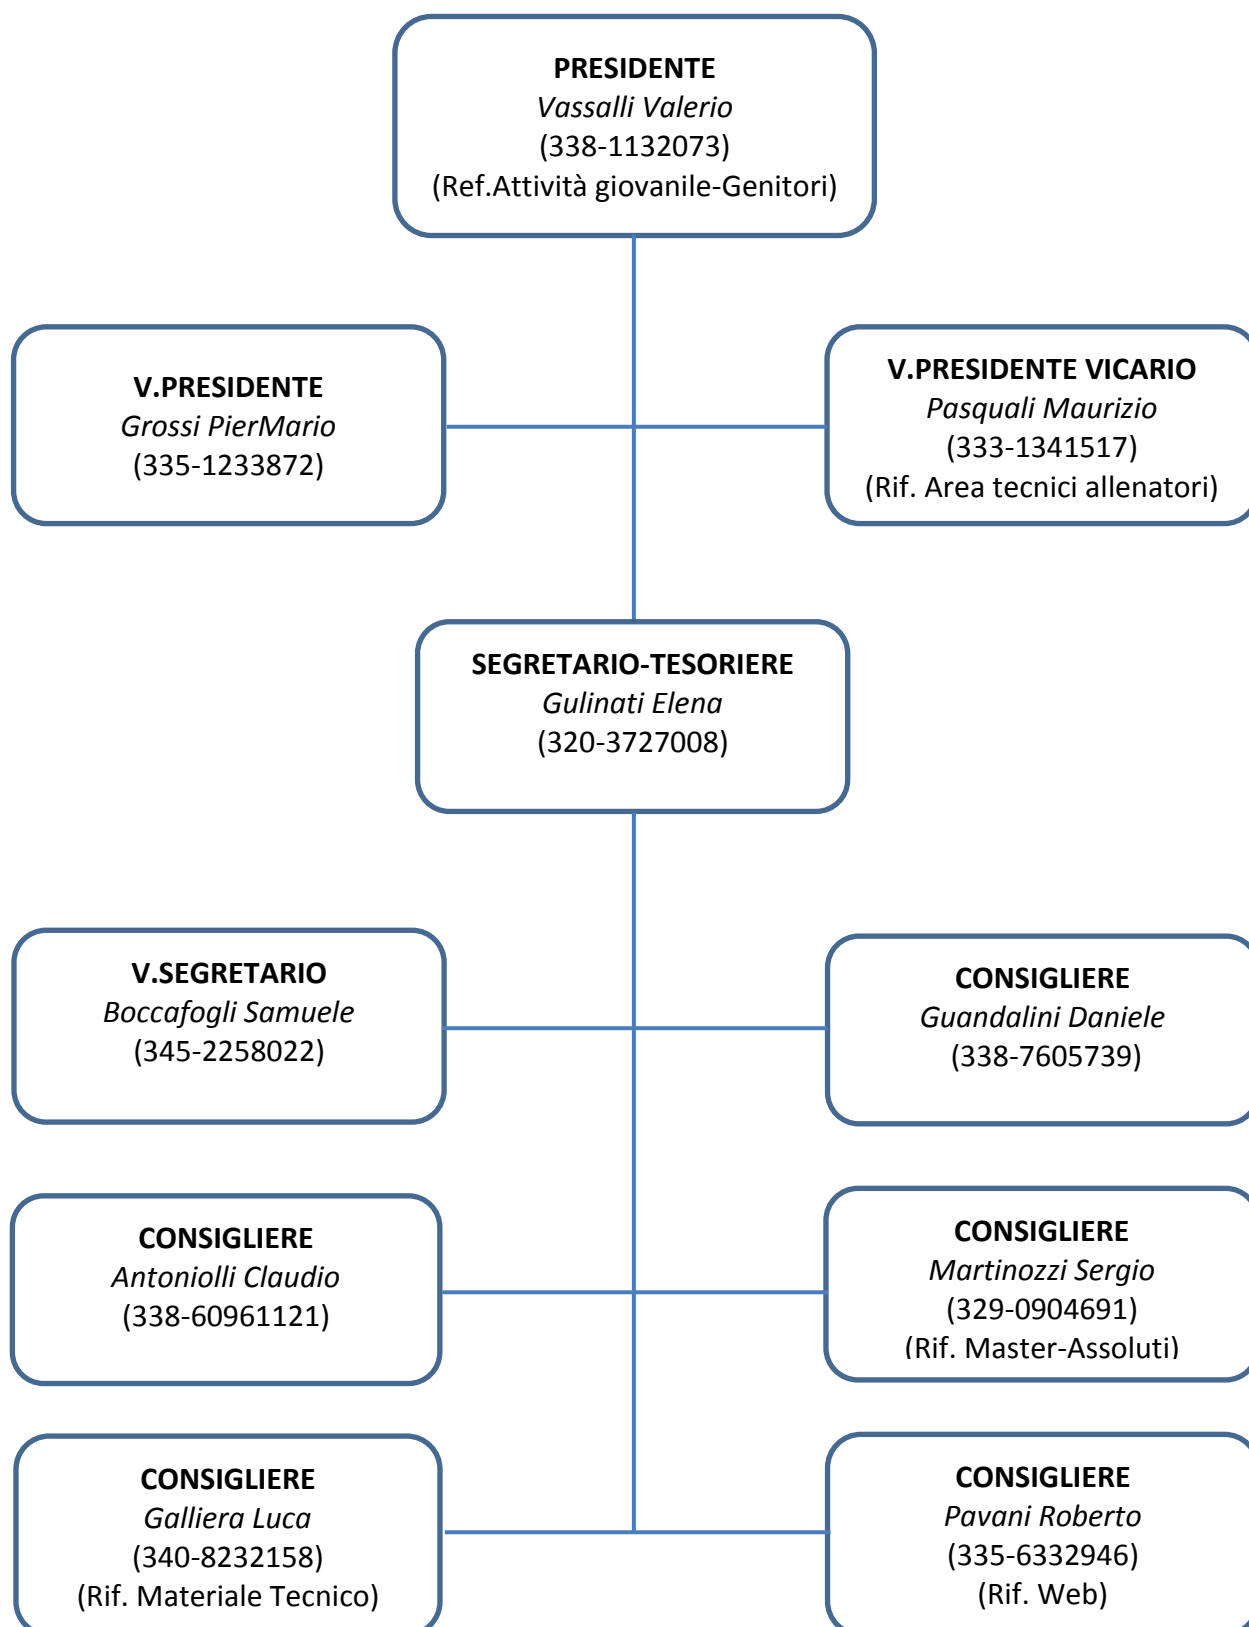 PRESIDENTE
Vassalli Valerio
(338-1132073)
(Ref.Attività giovanile-Genitori)
V.PRESIDENTE
Grossi PierMario
(335-1233872)
V.PRESIDENTE VICARIO
Pasquali Maurizio
(333-1341517)
(Rif. Area tecnici allenatori)
SEGRETARIO-TESORIERE
Gulinati Elena
(320-3727008)
V.SEGRETARIO
Boccafogli Samuele
(345-2258022)
CONSIGLIERE
Guandalini Daniele
(338-7605739)
CONSIGLIERE
Antoniolli Claudio
(338-60961121)
CONSIGLIERE
Martinozzi Sergio
(329-0904691)
(Rif. Master-Assoluti)
CONSIGLIERE
Galliera Luca
(340-8232158)
(Rif. Materiale Tecnico)
CONSIGLIERE
Pavani Roberto
(335-6332946)
(Rif. Web)